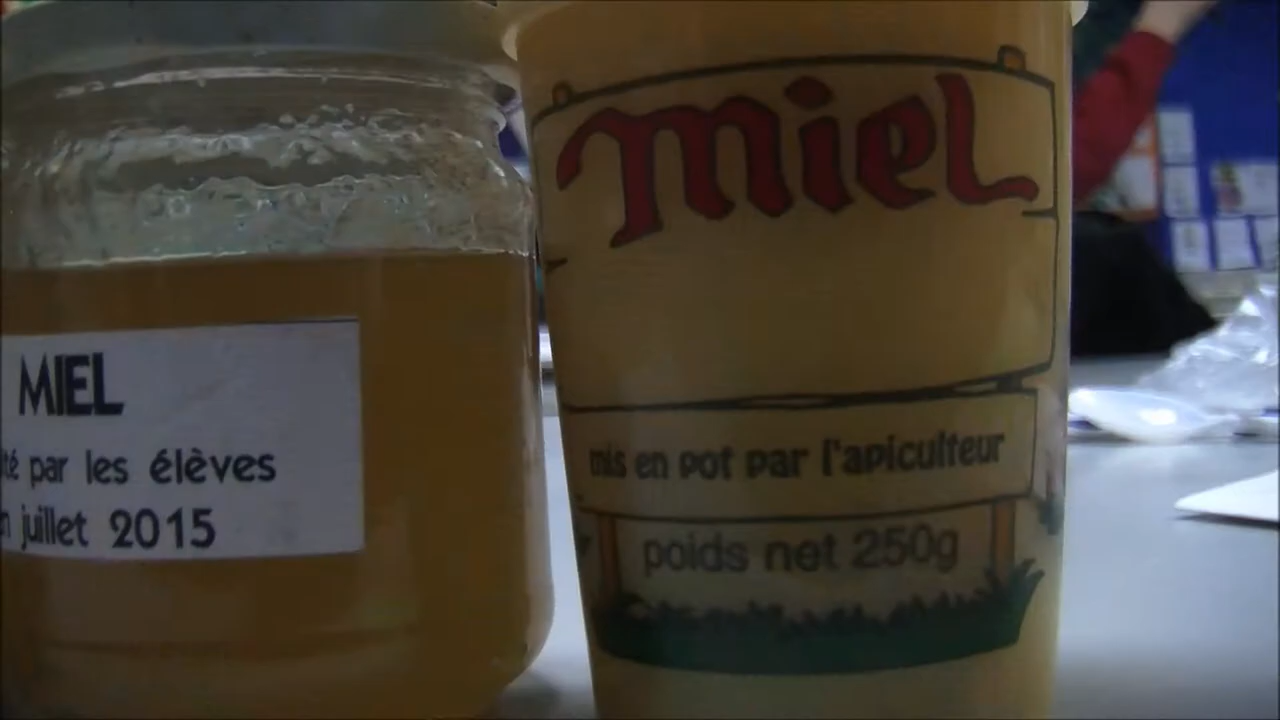 MIEL
par les élèves
juillet 2015
miel
mis en pot par l'apiculteur
poids net 250g